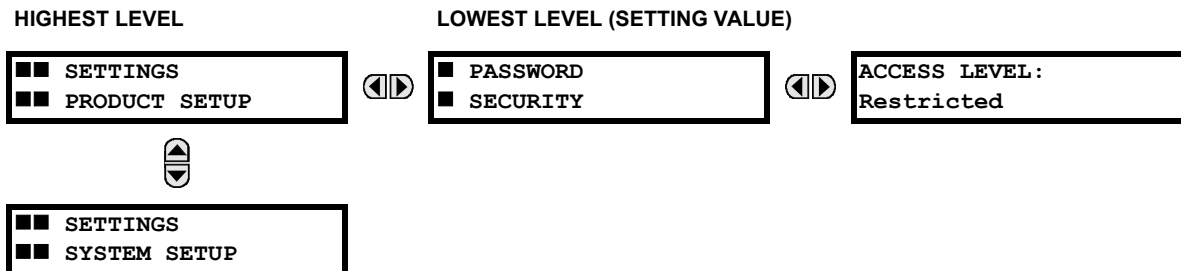 HIGHEST LEVEL
LOWEST LEVEL (SETTING VALUE)
■■ SETTINGS
■■ PRODUCT SETUP
■ PASSWORD
■ SECURITY
ACCESS LEVEL:
Restricted
■■ SETTINGS
■■ SYSTEM SETUP